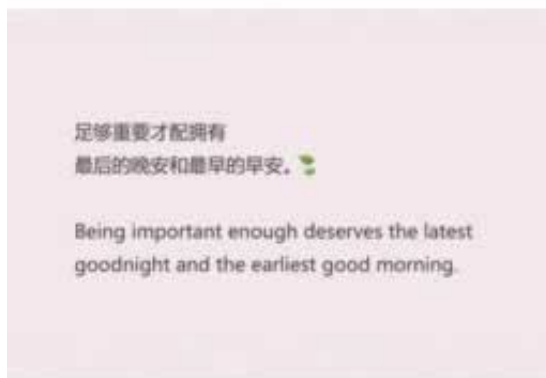 足够重要才配拥有
最后的晚安和最早的早安。
Being important enough deserves the latest
goodnight and the earliest good morning.